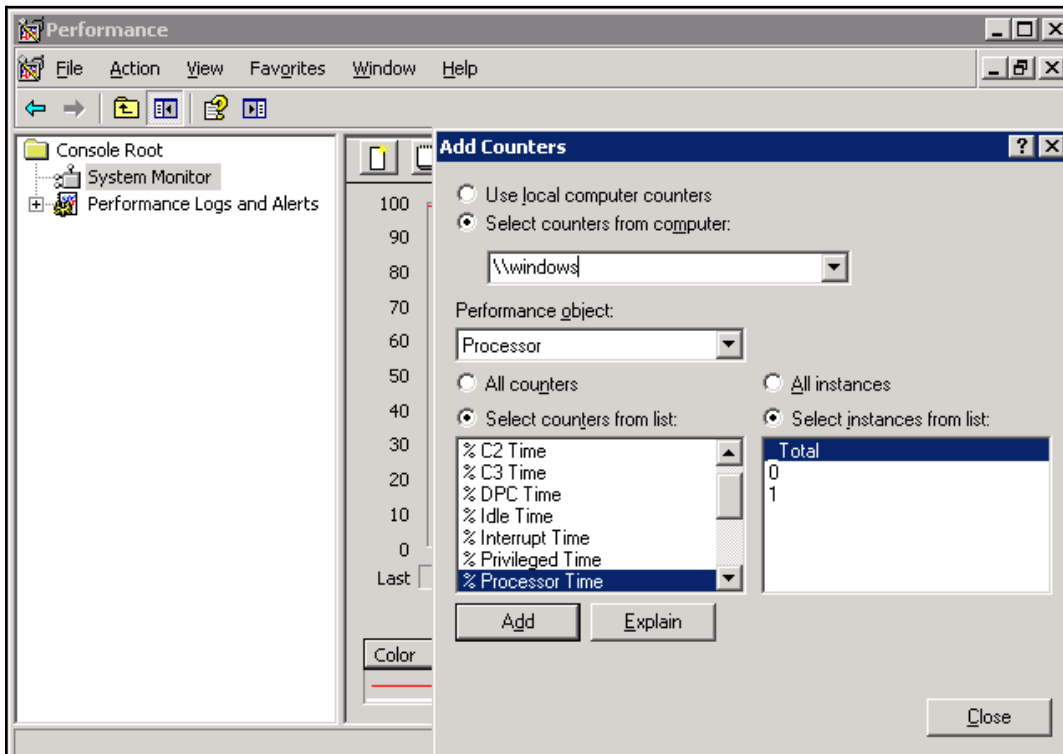 Performance
File Action View Favorites Window Help
Console Root
System Monitor
Performance Logs and Alerts
100
90
80
70
60
50
40
30
20
10
0
Last
Color
Add Counters
Use local computer counters
Select counters from computer:
\\windows
Performance object:
Processor
All counters
Select counters from list:
% C2 Time
% C3 Time
% DPC Time
% Idle Time
% Interrupt Time
% Privileged Time
% Processor Time
All instances
Select instances from list:
_Total
0
1
Add Explain
Close